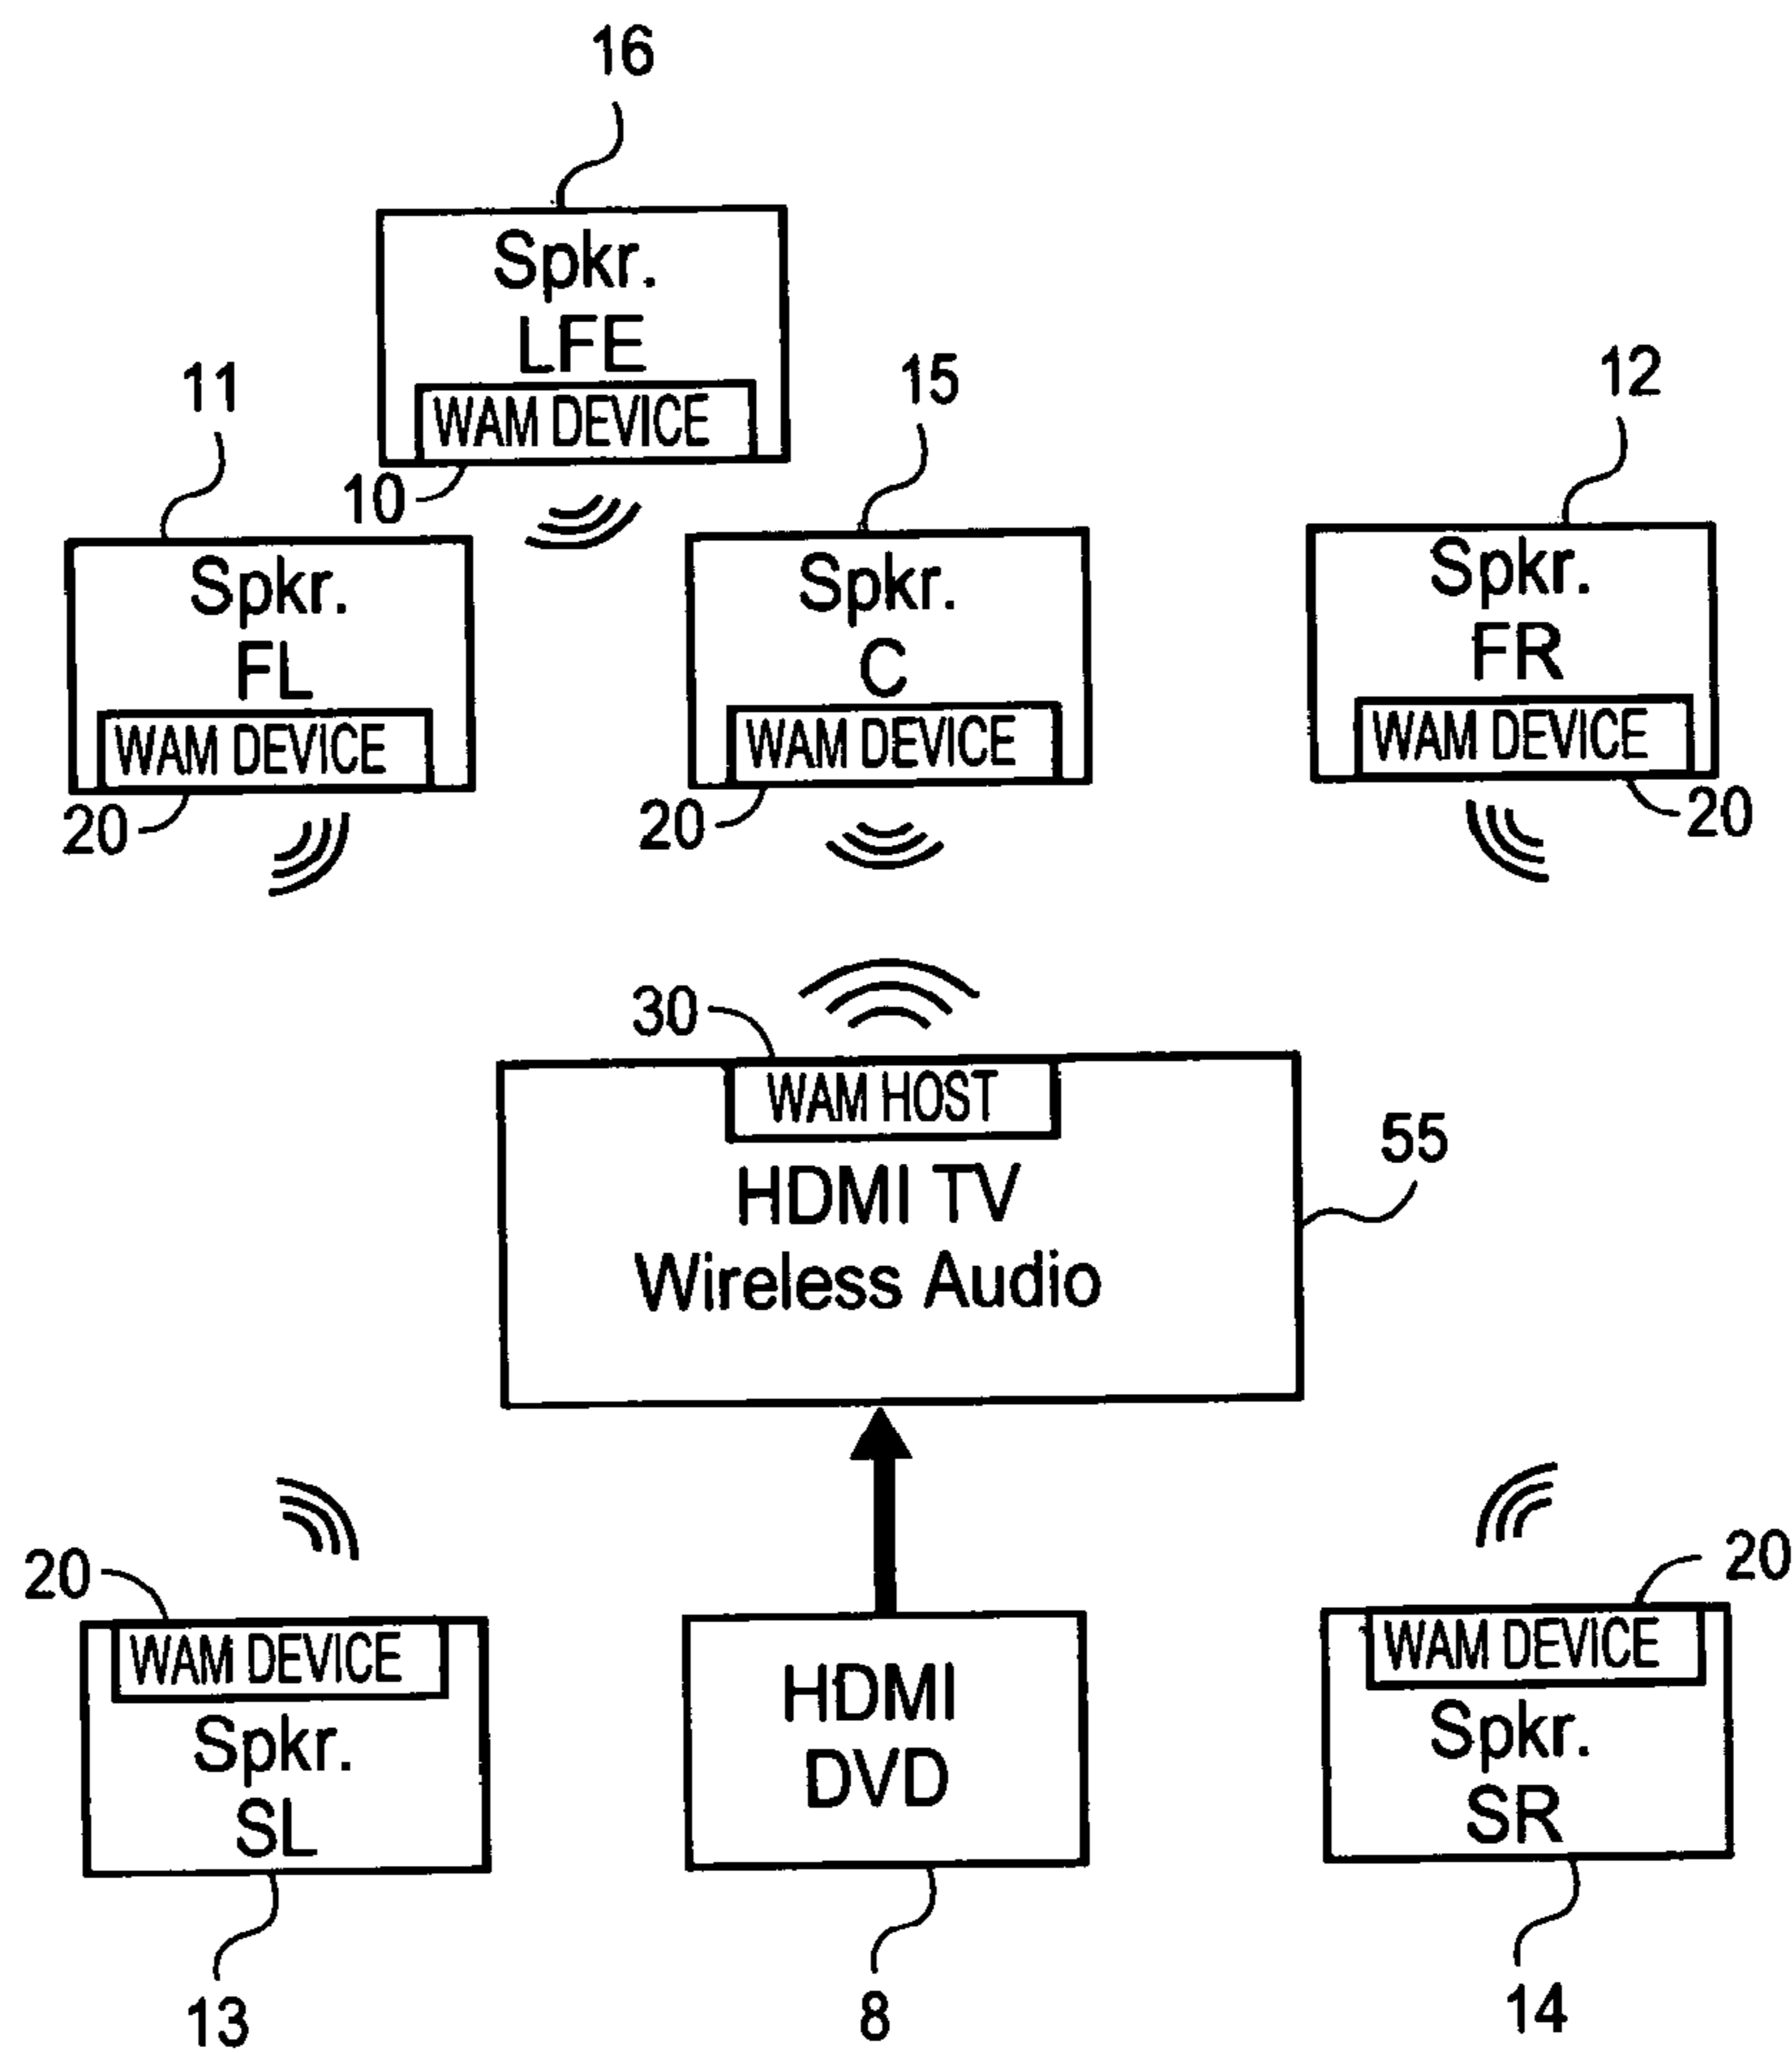 16
Spkr.
LFE
WAM DEVICE
10
11
Spkr.
FL
WAM DEVICE
20
15
Spkr.
C
WAM DEVICE
20
12
Spkr.
FR
WAM DEVICE
20
30
WAM HOST
HDMI TV
Wireless Audio
55
20
WAM DEVICE
Spkr.
SL
13
HDMI
DVD
8
20
WAM DEVICE
Spkr.
SR
14